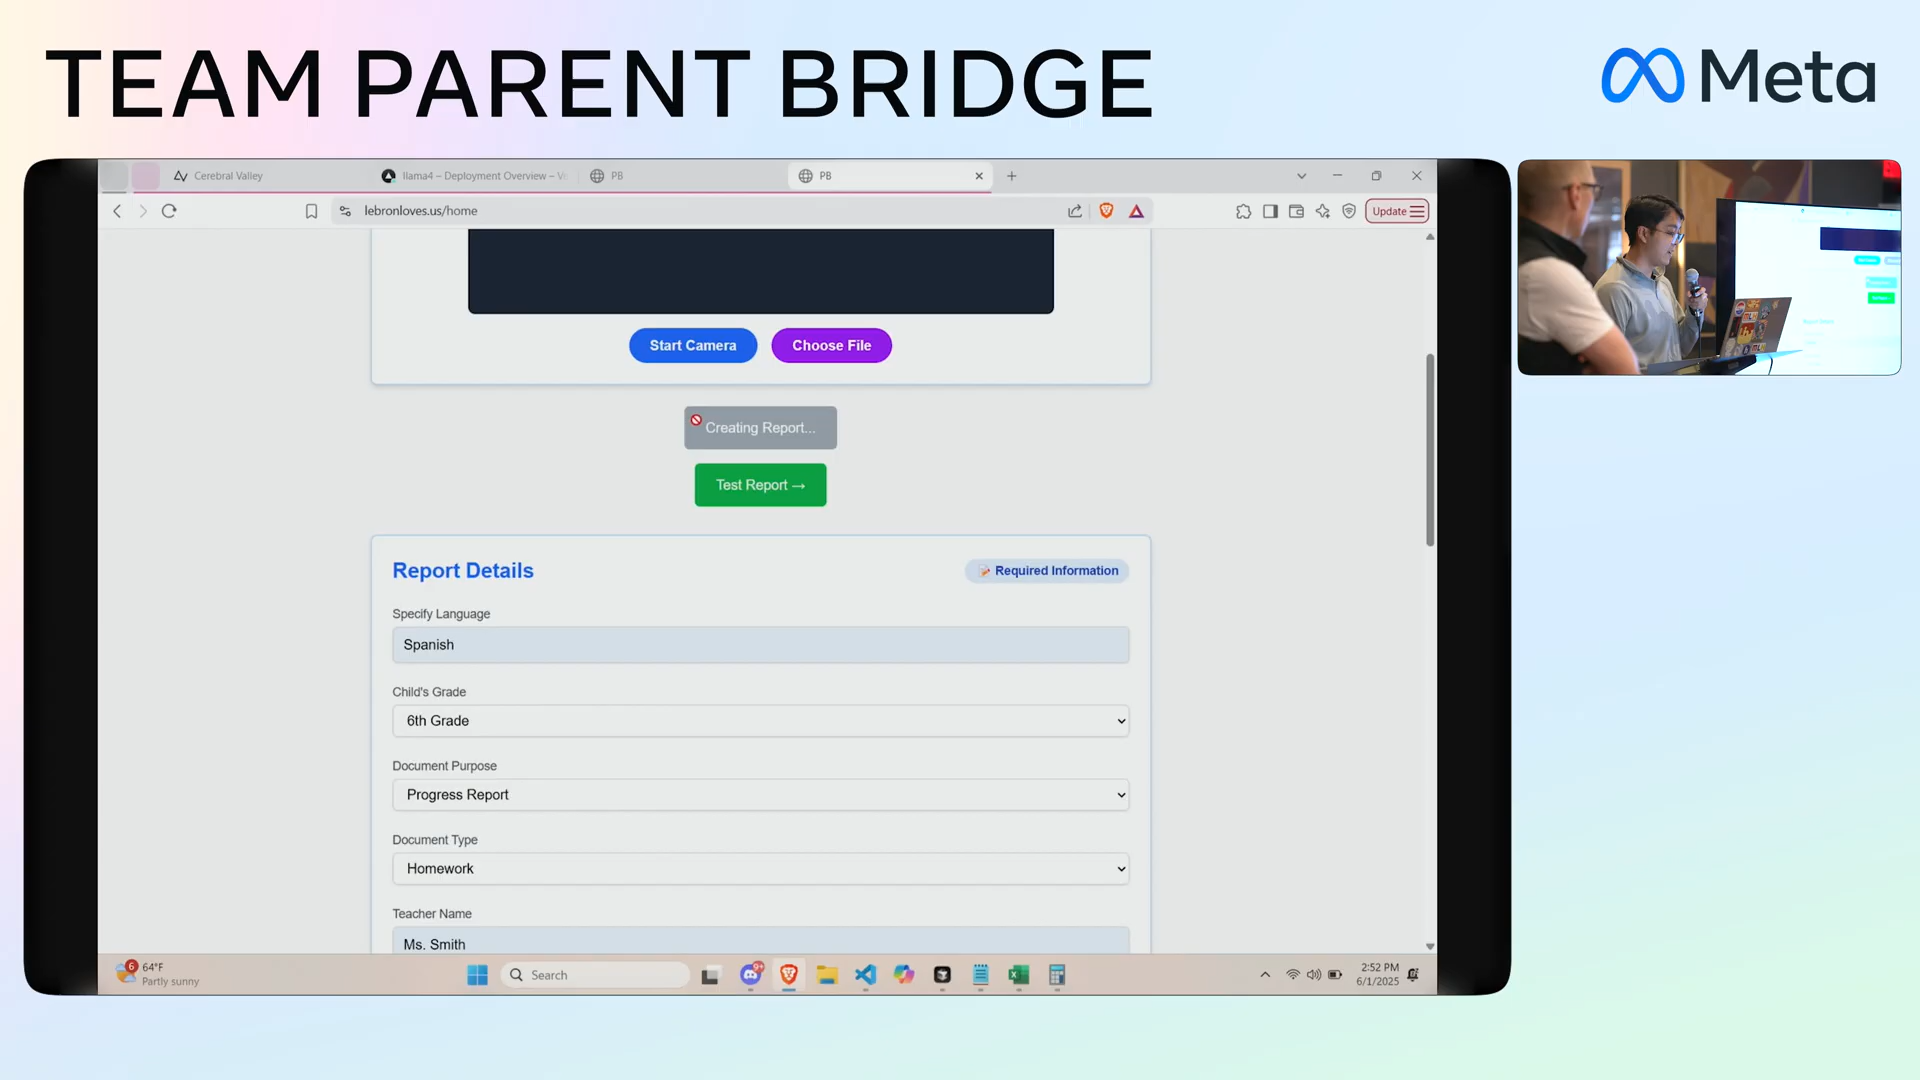 TEAM PARENT BRIDGE
Meta
Cerebral Valley
llama4 – Deployment Overview – V
PB
PB
lebronloves.us/home
Update
Start Camera
Choose File
Creating Report...
Test Report →
Report Details
Required Information
Specify Language
Spanish
Child's Grade
6th Grade
Document Purpose
Progress Report
Document Type
Homework
Teacher Name
Ms. Smith
6
64°F
Partly sunny
Search
2:52 PM
6/1/2025